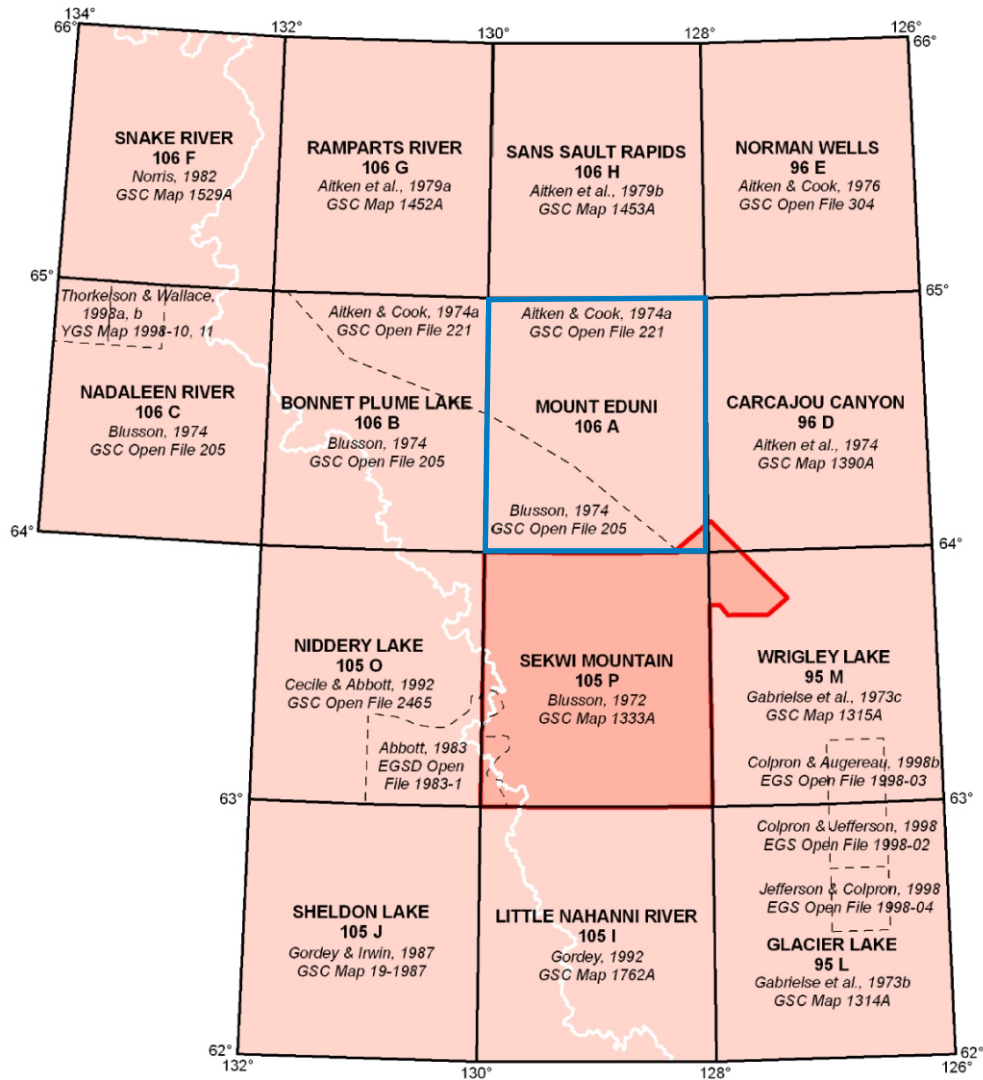 134°
66°
132°
130°
128°
126°
66°
SNAKE RIVER
106 F
Norris, 1982
GSC Map 1529A
RAMPARTS RIVER
106 G
Aitken et al., 1979a
GSC Map 1452A
SANS SAULT RAPIDS
106 H
Aitken et al., 1979b
GSC Map 1453A
NORMAN WELLS
96 E
Aitken & Cook, 1976
GSC Open File 304
65°
65°
Thorkelson & Wallace,
1998a, b
YGS Map 1998-10, 11
NADALEEN RIVER
106 C
Blusson, 1974
GSC Open File 205
Aitken & Cook, 1974a
GSC Open File 221
BONNET PLUME LAKE
106 B
Blusson, 1974
GSC Open File 205
Aitken & Cook, 1974a
GSC Open File 221
MOUNT EDUNI
106 A
Blusson, 1974
GSC Open File 205
CARCAJOU CANYON
96 D
Aitken et al., 1974
GSC Map 1390A
64°
64°
NIDDERY LAKE
105 O
Cecile & Abbott, 1992
GSC Open File 2465
Abbott, 1983
EGSD Open
File 1983-1
SEKWI MOUNTAIN
105 P
Blusson, 1972
GSC Map 1333A
WRIGLEY LAKE
95 M
Gabrielse et al., 1973c
GSC Map 1315A
Colpron & Augereau, 1998b
EGS Open File 1998-03
63°
63°
Colpron & Jefferson, 1998
EGS Open File 1998-02
Jefferson & Colpron, 1998
EGS Open File 1998-04
SHELDON LAKE
105 J
Gordey & Irwin, 1987
GSC Map 19-1987
LITTLE NAHANNI RIVER
105 I
Gordey, 1992
GSC Map 1762A
GLACIER LAKE
95 L
Gabrielse et al., 1973b
GSC Map 1314A
62°
132°
130°
128°
62°
126°